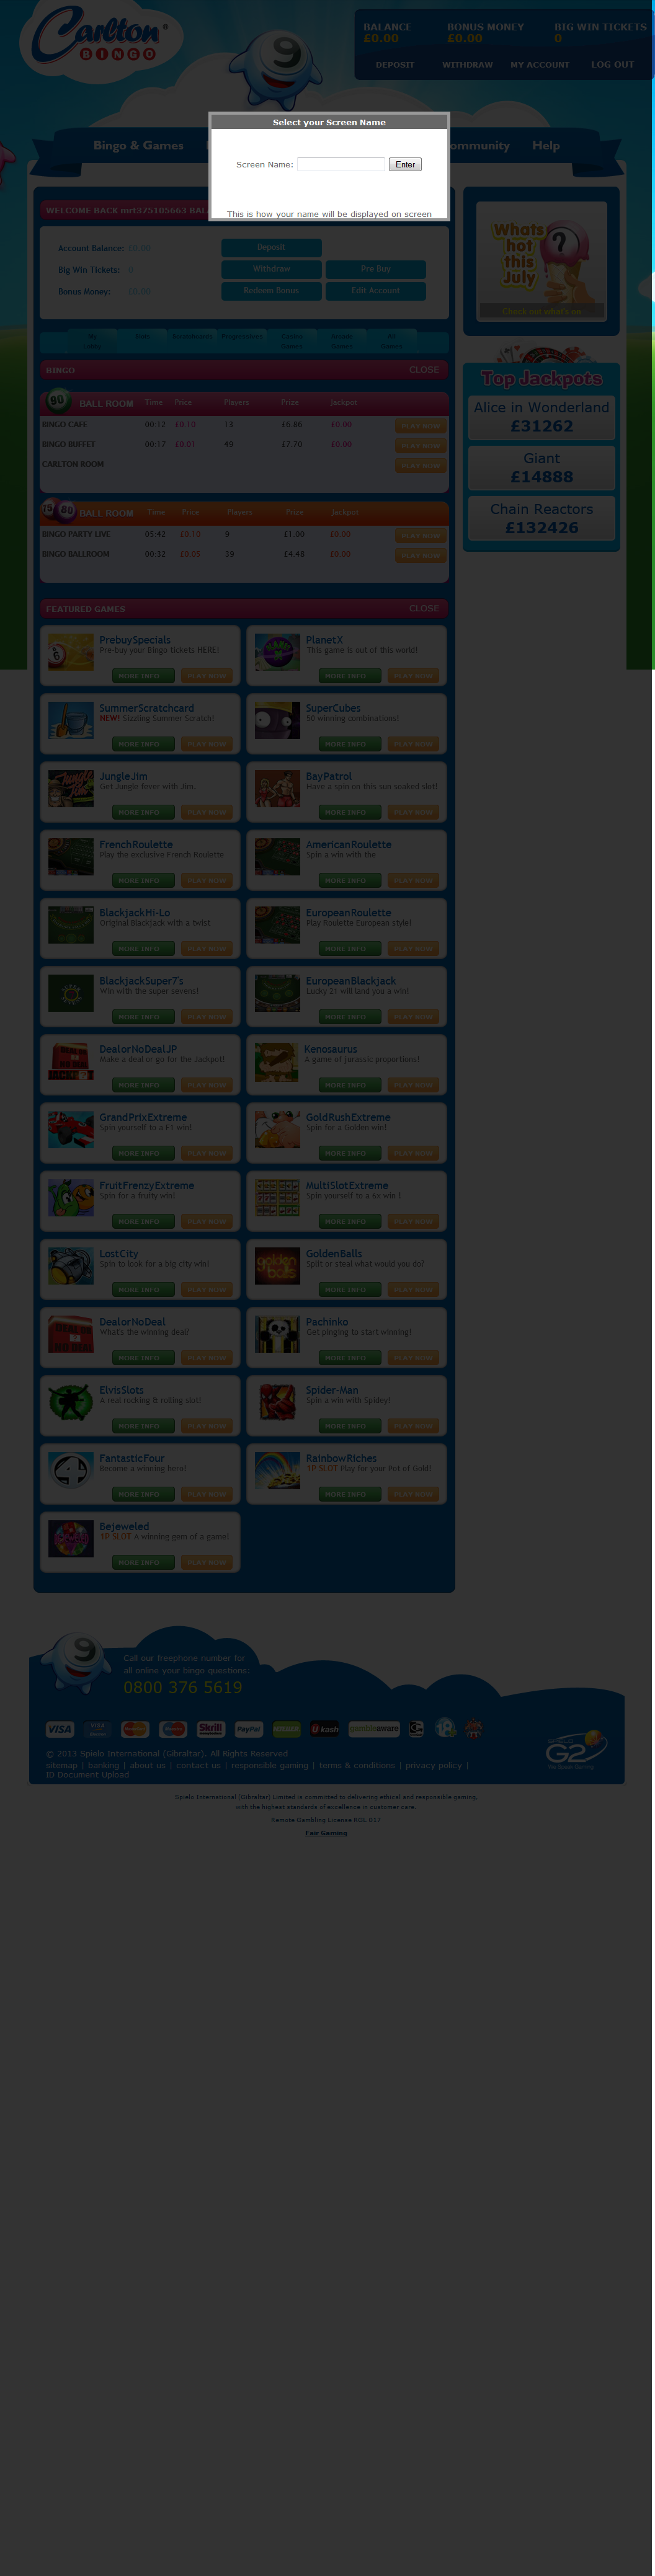 Carlton®
BINGO
BALANCE BONUS MONEY BIG WIN TICKETS
£0.00 £0.00 0
DEPOSIT WITHDRAW MY ACCOUNT LOG OUT
Bingo & Games Help
Select your Screen Name
Screen Name: Enter
This is how your name will be displayed on screen
WELCOME BACK mrt375105663
Account Balance: £0.00 Deposit
Big Win Tickets: 0 Withdraw Pre Buy
Bonus Money: £0.00 Redeem Bonus Edit Account
BINGO CLOSE
90 BALL ROOM Time Price Players Prize Jackpot
BINGO CAFE 00:12 £0.10 13 £6.86 £0.00 PLAY NOW
BINGO BUFFET 00:17 £0.01 49 £7.70 £0.00 PLAY NOW
CARLTON ROOM PLAY NOW
75 80 BALL ROOM Time Price Players Prize Jackpot
BINGO PARTY LIVE 05:42 £0.10 9 £1.00 £0.00 PLAY NOW
BINGO BALLROOM 00:32 £0.05 39 £4.48 £0.00 PLAY NOW
Whats
hot
this
July
Check out what's on
Top Jackpots
Alice in Wonderland
£31262
Giant
£14888
Chain Reactors
£132426
FEATURED GAMES CLOSE
PrebuySpecials
Pre-buy your Bingo tickets HERE!
MORE INFO PLAY NOW
PlanetX
This game is out of this world!
MORE INFO PLAY NOW
SummerScratchcard
NEW! Sizzling Summer Scratch!
MORE INFO PLAY NOW
SuperCubes
50 winning combinations!
MORE INFO PLAY NOW
JungleJim
Get Jungle fever with Jim.
MORE INFO PLAY NOW
BayPatrol
Have a spin on this sun soaked slot!
MORE INFO PLAY NOW
FrenchRoulette
Play the exclusive French Roulette
MORE INFO PLAY NOW
AmericanRoulette
Spin a win with the
MORE INFO PLAY NOW
BlackjackHi-Lo
Original Blackjack with a twist
MORE INFO PLAY NOW
EuropeanRoulette
Play Roulette European style!
MORE INFO PLAY NOW
BlackjackSuper7's
Win with the super sevens!
MORE INFO PLAY NOW
EuropeanBlackjack
Lucky 21 will land you a win!
MORE INFO PLAY NOW
DealorNoDealJP
Make a deal or go for the Jackpot!
MORE INFO PLAY NOW
Kenosaurus
A game of jurassic proportions!
MORE INFO PLAY NOW
GrandPrixExtreme
Spin yourself to a F1 win!
MORE INFO PLAY NOW
GoldRushExtreme
Spin for a Golden win!
MORE INFO PLAY NOW
FruitFrenzyExtreme
Spin for a fruity win!
MORE INFO PLAY NOW
MultiSlotExtreme
Spin yourself to a 6x win !
MORE INFO PLAY NOW
LostCity
Spin to look for a big city win!
MORE INFO PLAY NOW
GoldenBalls
Split or steal what would you do?
MORE INFO PLAY NOW
DealorNoDeal
What's the winning deal?
MORE INFO PLAY NOW
Pachinko
Get pinging to start winning!
MORE INFO PLAY NOW
ElvisSlots
A real rocking & rolling slot!
MORE INFO PLAY NOW
Spider-Man
Spin a win with Spidey!
MORE INFO PLAY NOW
FantasticFour
Become a winning hero!
MORE INFO PLAY NOW
RainbowRiches
1P SLOT Play for your Pot of Gold!
MORE INFO PLAY NOW
Bejeweled
1P SLOT A winning gem of a game!
MORE INFO PLAY NOW
Call our freephone number for
all online your bingo questions:
0800 376 5619
VISA Skrill PayPal Ukash gambleaware
© 2013 Spielo International (Gibraltar). All Rights Reserved
sitemap | banking | about us | contact us | responsible gaming | terms & conditions | privacy policy |
ID Document Upload
G2
Spielo International (Gibraltar) Limited is committed to delivering ethical and responsible gaming,
with the highest standards of excellence in customer care.
Remote Gambling License RGL 017
Fair Gaming